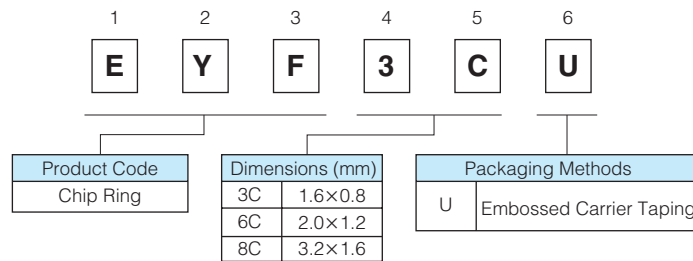 1 2 3 4 5 6
E Y F 3 C U
Product Code
Chip Ring
Dimensions (mm)
3C 1.6×0.8
6C 2.0×1.2
8C 3.2×1.6
Packaging Methods
U Embossed Carrier Taping